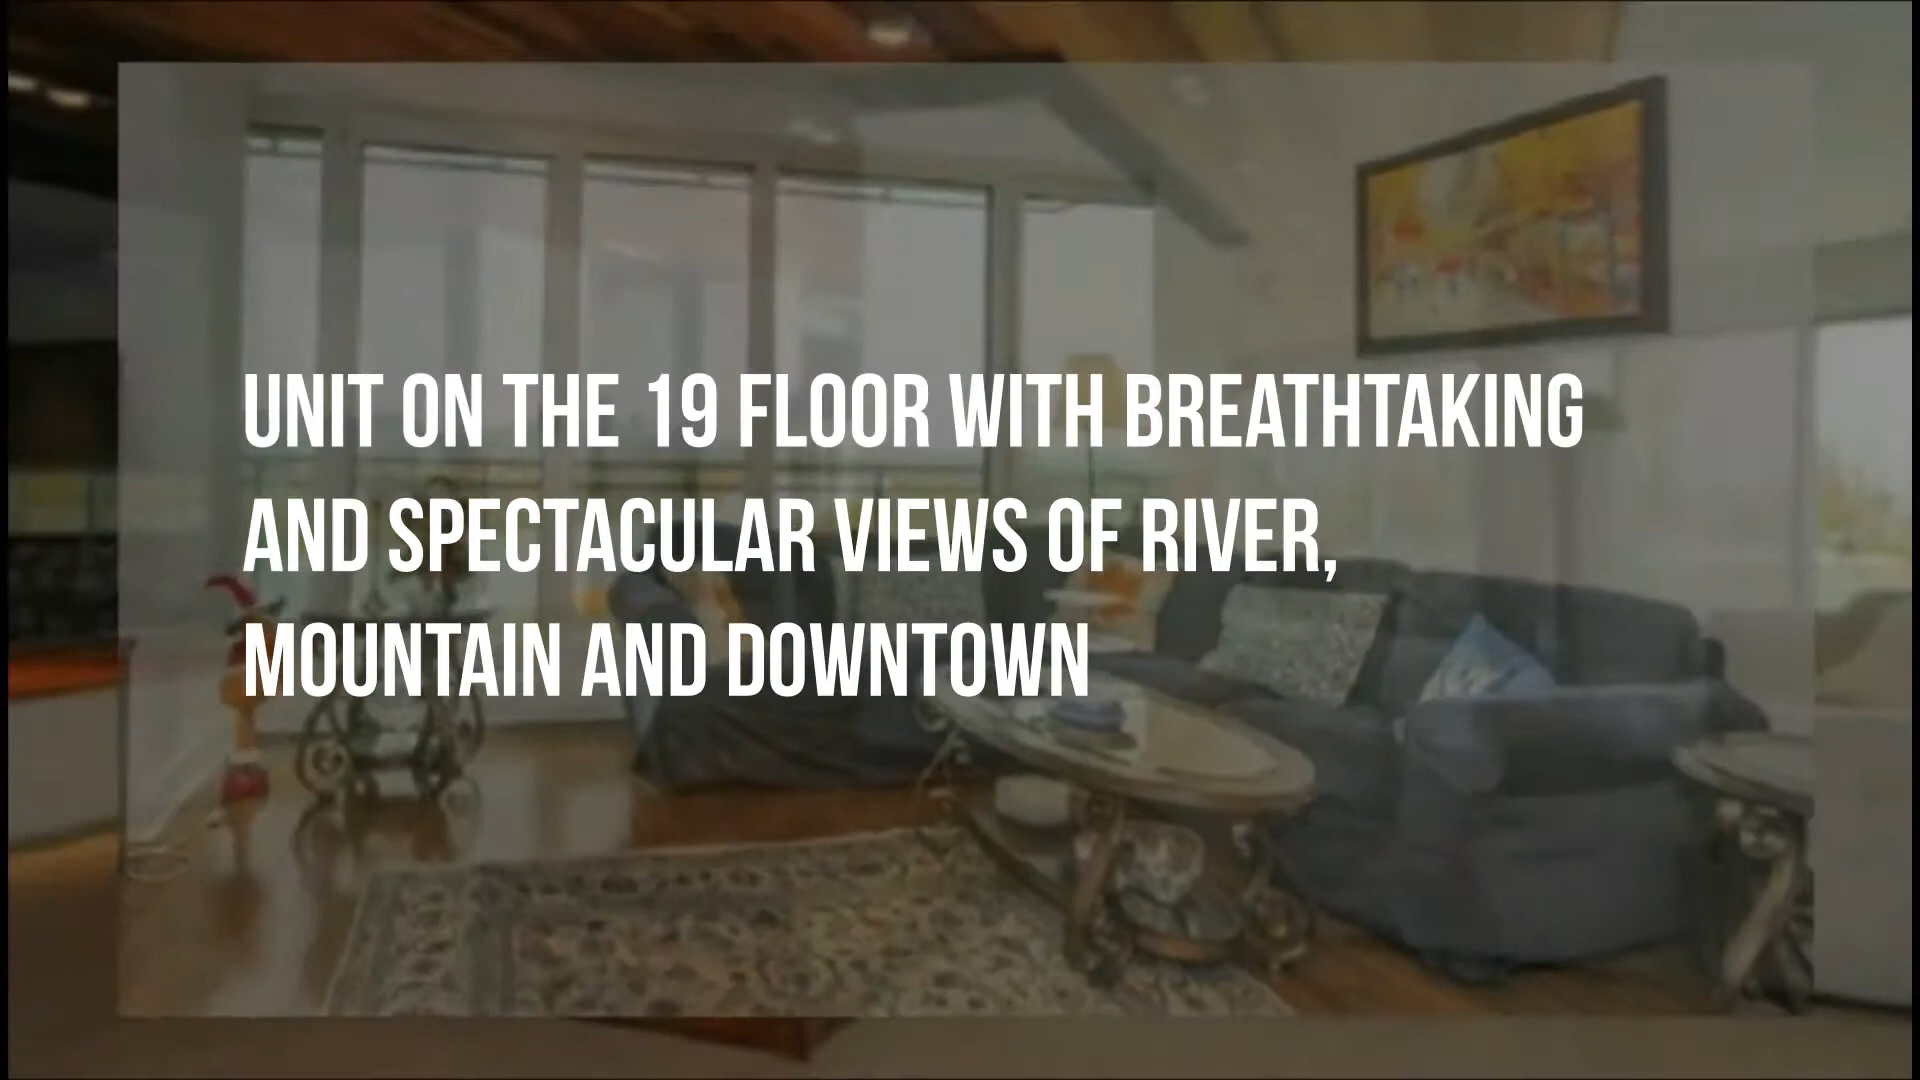 UNIT ON THE 19 FLOOR WITH BREATHTAKING
AND SPECTACULAR VIEWS OF RIVER,
MOUNTAIN AND DOWNTOWN